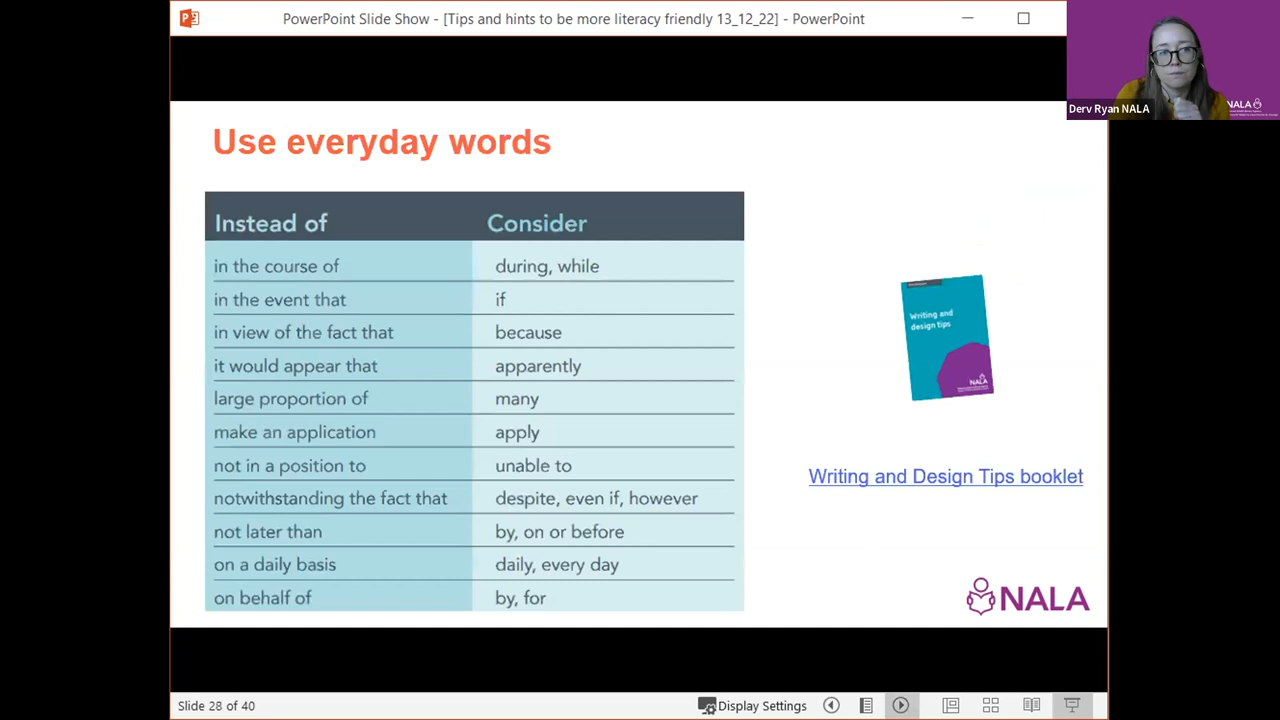 PowerPoint Slide Show - [Tips and hints to be more literacy friendly 13_12_22] - PowerPoint
Derv Ryan NALA
NALA
Use everyday words
Instead of Consider
in the course of during, while
in the event that if
in view of the fact that because
it would appear that apparently
large proportion of many
make an application apply
not in a position to unable to
notwithstanding the fact that despite, even if, however
not later than by, on or before
on a daily basis daily, every day
on behalf of by, for
Writing and
design tips
NALA
Writing and Design Tips booklet
NALA
Slide 28 of 40
Display Settings